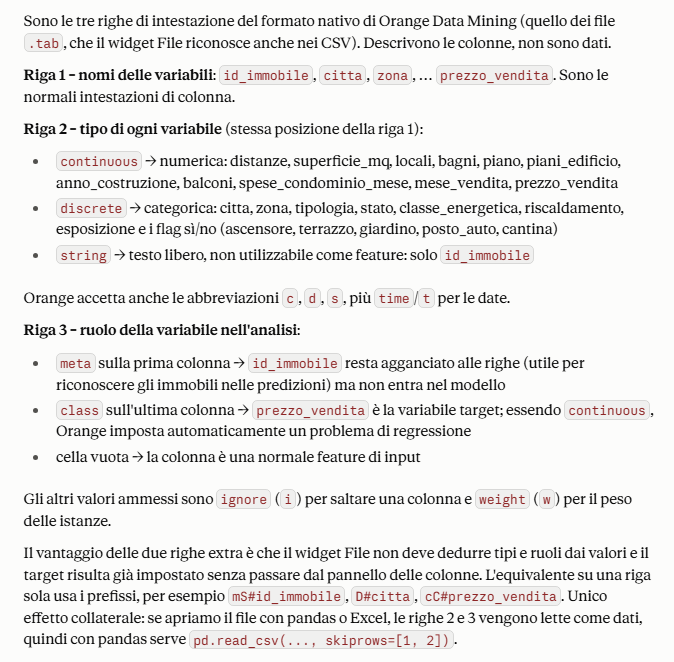 Sono le tre righe di intestazione del formato nativo di Orange Data Mining (quello dei file
.tab, che il widget File riconosce anche nei CSV). Descrivono le colonne, non sono dati.
Riga 1 – nomi delle variabili: id_immobile, citta, zona, … prezzo_vendita. Sono le
normali intestazioni di colonna.
Riga 2 – tipo di ogni variabile (stessa posizione della riga 1):
• continuous → numerica: distanze, superficie_mq, locali, bagni, piano, piani_edificio,
anno_costruzione, balconi, spese_condominio_mese, mese_vendita, prezzo_vendita
• discrete → categorica: citta, zona, tipologia, stato, classe_energetica, riscaldamento,
esposizione e i flag sì/no (ascensore, terrazzo, giardino, posto_auto, cantina)
• string → testo libero, non utilizzabile come feature: solo id_immobile
Orange accetta anche le abbreviazioni c, d, s, più time/t per le date.
Riga 3 – ruolo della variabile nell'analisi:
• meta sulla prima colonna → id_immobile resta agganciato alle righe (utile per
riconoscere gli immobili nelle predizioni) ma non entra nel modello
• class sull'ultima colonna → prezzo_vendita è la variabile target; essendo continuous,
Orange imposta automaticamente un problema di regressione
• cella vuota → la colonna è una normale feature di input
Gli altri valori ammessi sono ignore (i) per saltare una colonna e weight (w) per il peso
delle istanze.
Il vantaggio delle due righe extra è che il widget File non deve dedurre tipi e ruoli dai valori e il
target risulta già impostato senza passare dal pannello delle colonne. L'equivalente su una riga
sola usa i prefissi, per esempio mS#id_immobile, D#citta, cC#prezzo_vendita. Unico
effetto collaterale: se apriamo il file con pandas o Excel, le righe 2 e 3 vengono lette come dati,
quindi con pandas serve pd.read_csv(..., skiprows=[1, 2]).